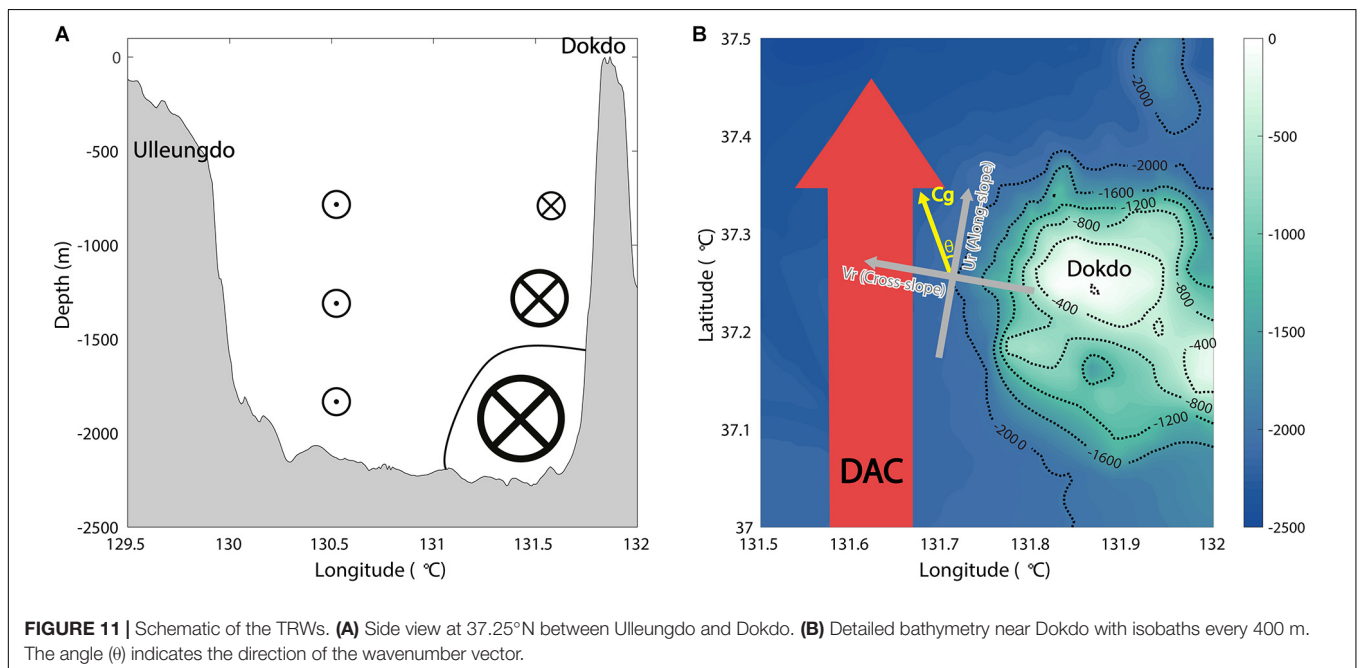 A
Dokdo
Ulleungdo
0
-500
-1000
-1500
-2000
-2500
Depth (m)
129.5 130 130.5 131 131.5 132
Longitude ( ℃)
B
37.5
37.4
37.3
37.2
37.1
37
Latitude ( ℃)
-2000
-2000
-1600
-1200
-800
Cg
θ
Ur (Along-slope)
Vr (Cross-slope)
Dokdo
-400
-800
-400
-800
-1200
-1600
-2000
DAC
131.5 131.6 131.7 131.8 131.9 132
Longitude ( ℃)
0
-500
-1000
-1500
-2000
-2500
FIGURE 11 | Schematic of the TRWs. (A) Side view at 37.25°N between Ulleungdo and Dokdo. (B) Detailed bathymetry near Dokdo with isobaths every 400 m.
The angle (θ) indicates the direction of the wavenumber vector.